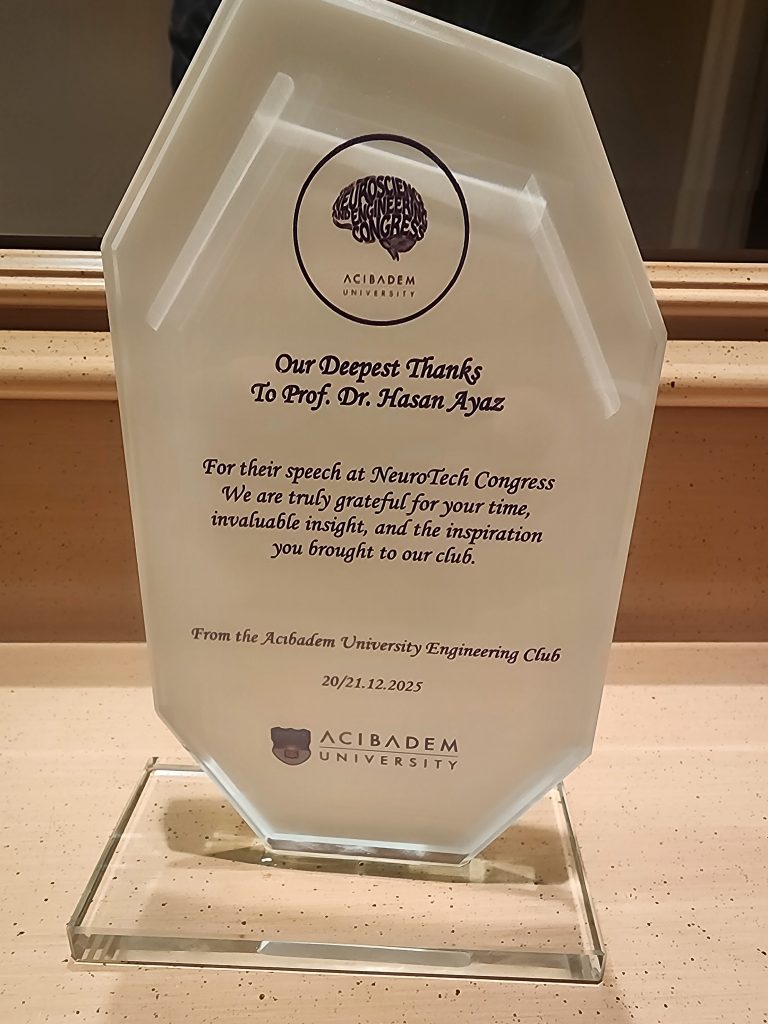 NEUROSCIENCE
AND ENGINEERING
CONGRESS
ACIBADEM
UNIVERSITY
Our Deepest Thanks
To Prof. Dr. Hasan Ayaz
For their speech at NeuroTech Congress
We are truly grateful for your time,
invaluable insight, and the inspiration
you brought to our club.
From the Acıbadem University Engineering Club
20/21.12.2025
ACIBADEM
UNIVERSITY